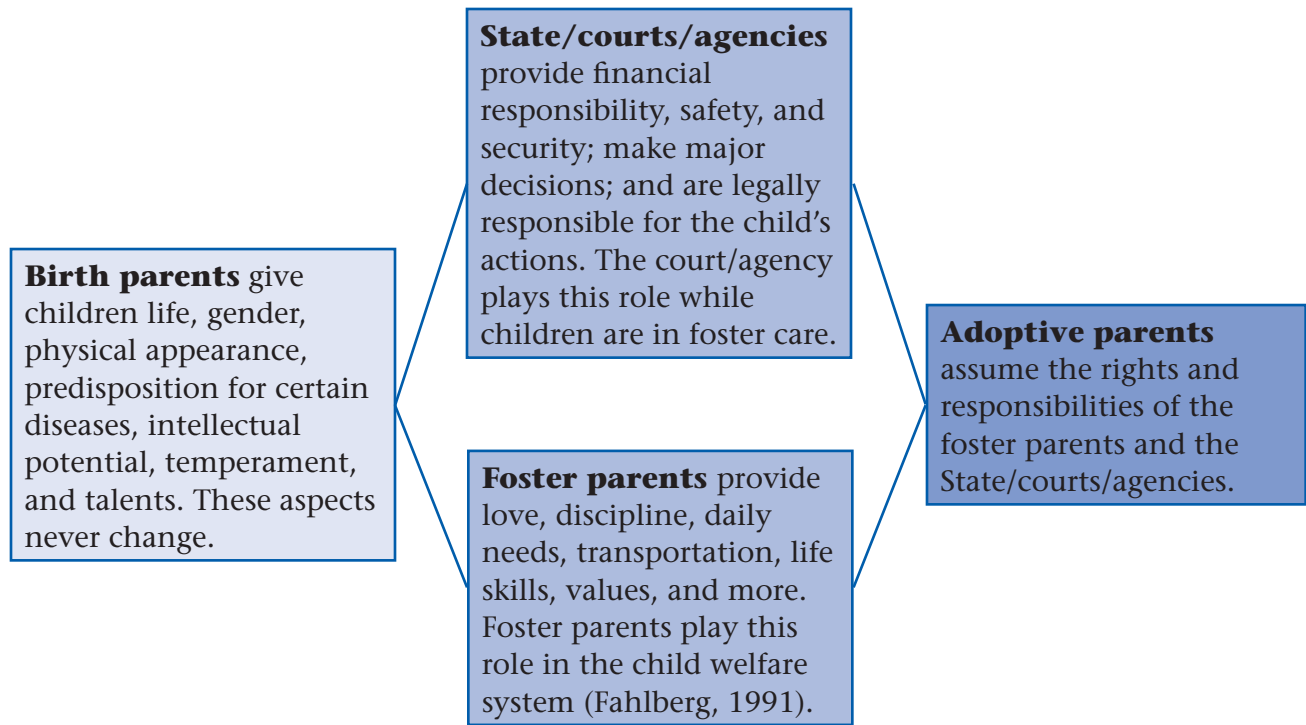 State/courts/agencies
provide financial
responsibility, safety, and
security; make major
decisions; and are legally
responsible for the child's
actions. The court/agency
plays this role while
children are in foster care.
Birth parents give
children life, gender,
physical appearance,
predisposition for certain
diseases, intellectual
potential, temperament,
and talents. These aspects
never change.
Adoptive parents
assume the rights and
responsibilities of the
foster parents and the
State/courts/agencies.
Foster parents provide
love, discipline, daily
needs, transportation, life
skills, values, and more.
Foster parents play this
role in the child welfare
system (Fahlberg, 1991).